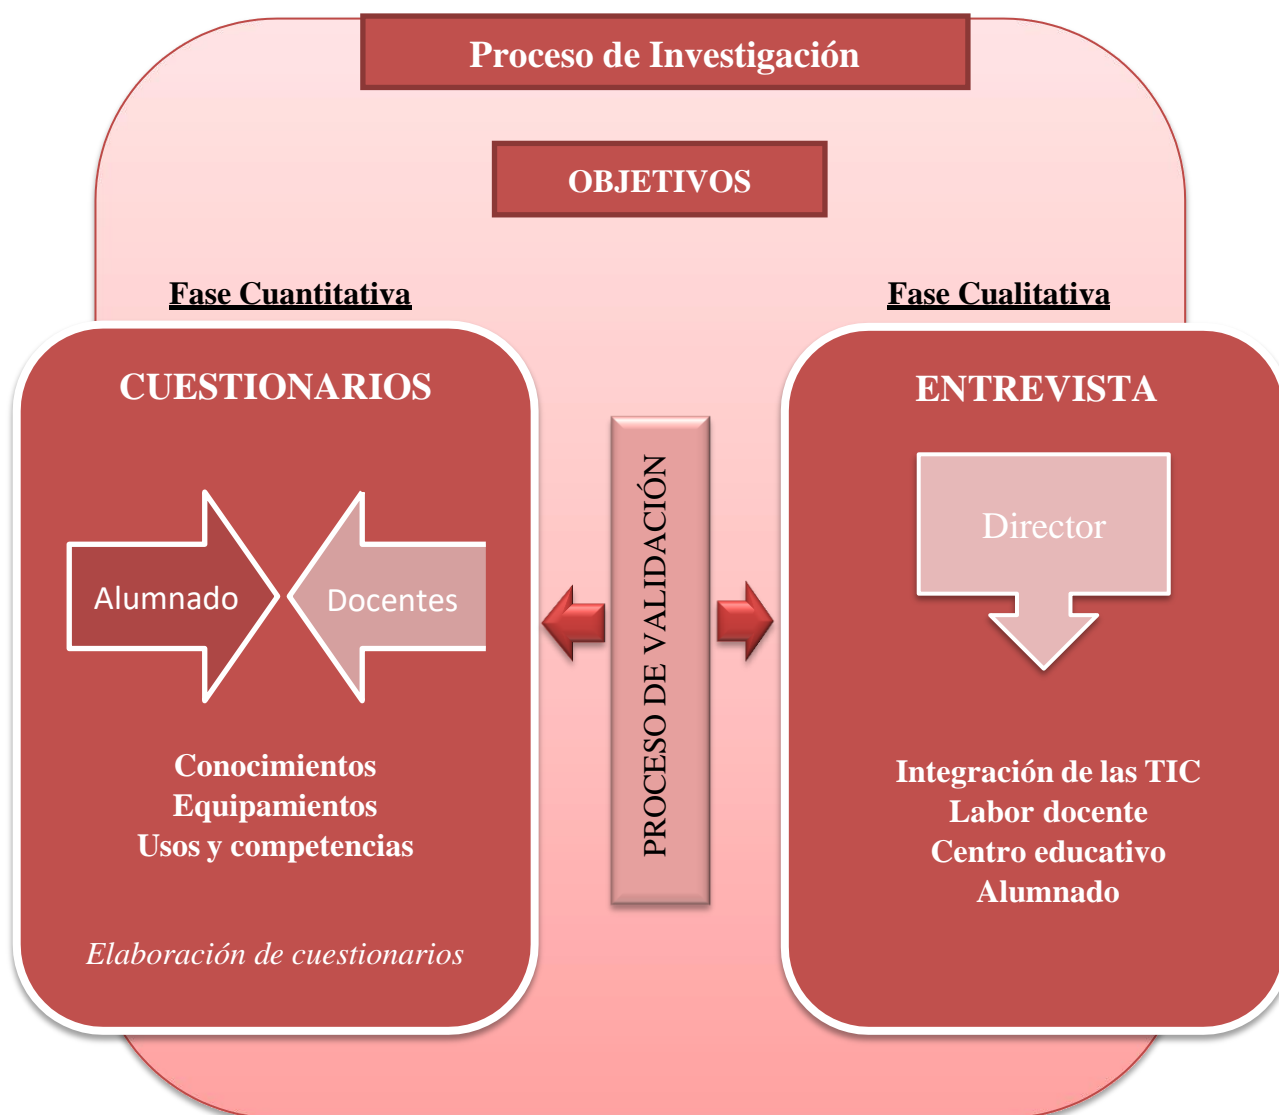 Proceso de Investigación
OBJETIVOS
Fase Cuantitativa
CUESTIONARIOS
Alumnado
Docentes
Conocimientos
Equipamientos
Usos y competencias
Elaboración de cuestionarios
PROCESO DE VALIDACIÓN
Fase Cualitativa
ENTREVISTA
Director
Integración de las TIC
Labor docente
Centro educativo
Alumnado